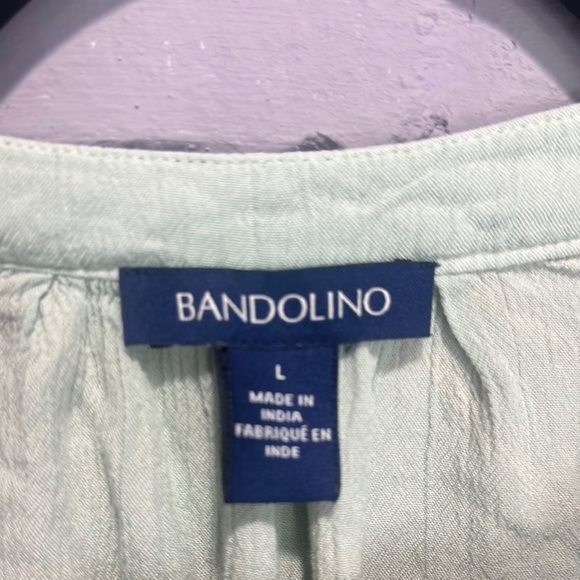 BANDOLINO
L
MADE IN
INDIA
FABRIQUÉ EN
INDE